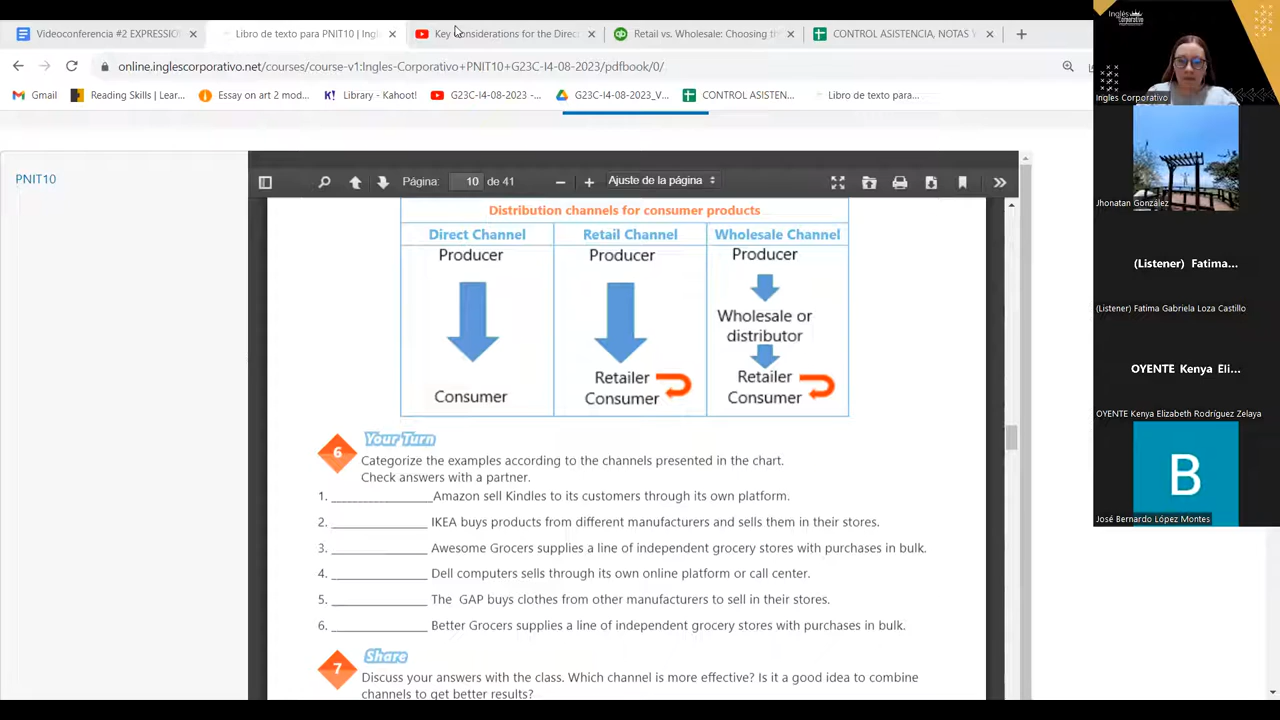 Videoconferencia #2 EXPRESSIO
Libro de texto para PNIT10 | Ingl
Key Considerations for the Direc
Retail vs. Wholesale: Choosing th
CONTROL ASISTENCIA, NOTAS Y
online.inglescorporativo.net/courses/course-v1:Ingles-Corporativo+PNIT10+G23C-I4-08-2023/pdfbook/0/
Gmail
Reading Skills | Lear...
Essay on art 2 mod...
Library - Kano...
G23C-I4-08-2023 -...
G23C-I4-08-2023_V...
CONTROL ASISTEN...
Libro de texto para...
PNIT10
Página: 10 de 41
Ajuste de la página
Distribution channels for consumer products
Direct Channel
Retail Channel
Wholesale Channel
Producer
Consumer
Producer
Retailer
Consumer
Producer
Wholesale or
distributor
Retailer
Consumer
6 Your Turn
Categorize the examples according to the channels presented in the chart.
Check answers with a partner.
1. __________________Amazon sell Kindles to its customers through its own platform.
2. _________________ IKEA buys products from different manufacturers and sells them in their stores.
3. _________________ Awesome Grocers supplies a line of independent grocery stores with purchases in bulk.
4. _________________ Dell computers sells through its own online platform or call center.
5. _________________ The GAP buys clothes from other manufacturers to sell in their stores.
6. _________________ Better Grocers supplies a line of independent grocery stores with purchases in bulk.
7 Share
Discuss your answers with the class. Which channel is more effective? Is it a good idea to combine
channels to get better results?
Inglés
Corporativo
Ingles Corporativo
Jhonatan González
(Listener) Fatima...
(Listener) Fatima Gabriela Loza Castillo
OYENTE Kenya Eli...
OYENTE Kenya Elizabeth Rodríguez Zelaya
B
José Bernardo López Montes